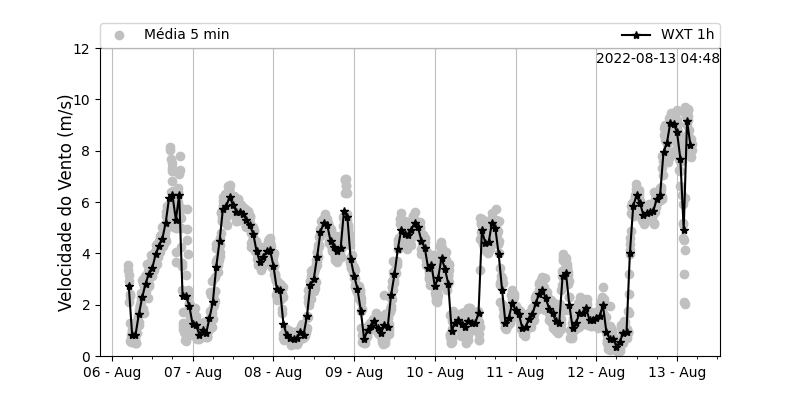 Média 5 min
WXT 1h
2022-08-13 04:48
Velocidade do Vento (m/s)
12
10
8
6
4
2
0
06 - Aug 07 - Aug 08 - Aug 09 - Aug 10 - Aug 11 - Aug 12 - Aug 13 - Aug